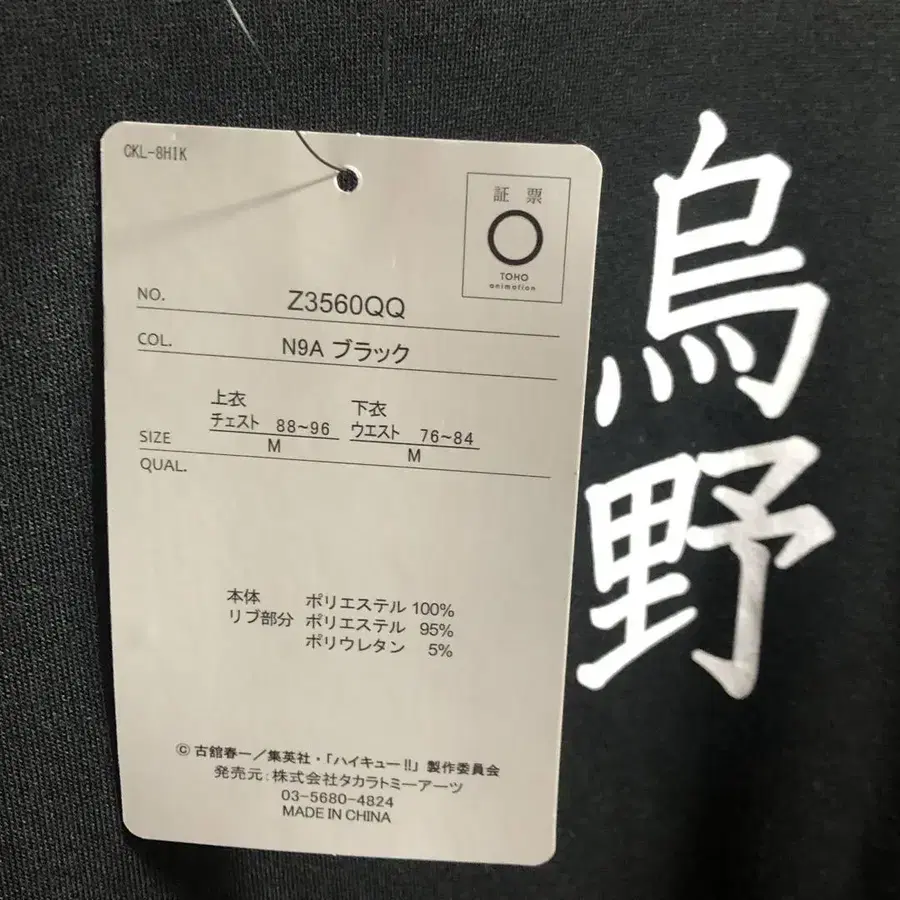 CKL-8HIK
証 票
TOHO
animation
NO. Z3560QQ
COL. N9A ブラック
上衣 下衣
チェスト 88~96 ウエスト 76~84
SIZE M M
QUAL.
本体 ポリエステル 100%
リブ部分 ポリエステル 95%
ポリウレタン 5%
© 古舘春一/集英社・「ハイキュー!!」製作委員会
発売元:株式会社タカラトミーアーツ
03-5680-4824
MADE IN CHINA
烏野